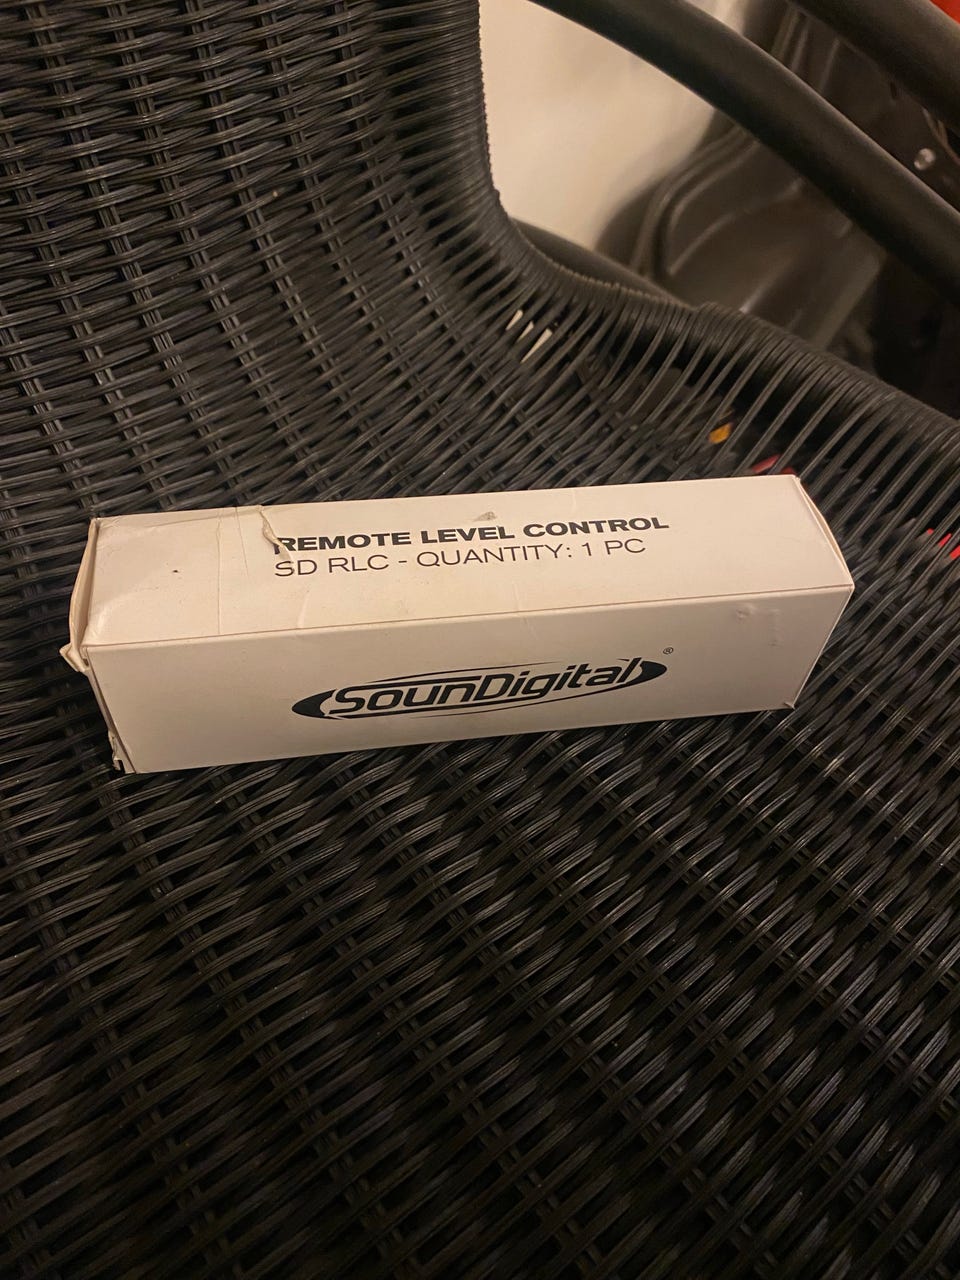 REMOTE LEVEL CONTROL
SD RLC - QUANTITY: 1 PC
SounDigital®